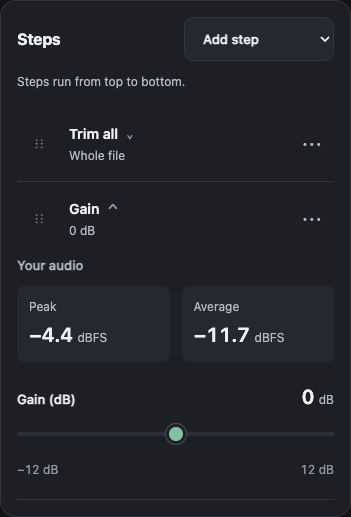 Steps
Add step
Steps run from top to bottom.
Trim all
Whole file
Gain
0 dB
Your audio
Peak
Average
−4.4 dBFS
−11.7 dBFS
Gain (dB)
0 dB
−12 dB
12 dB